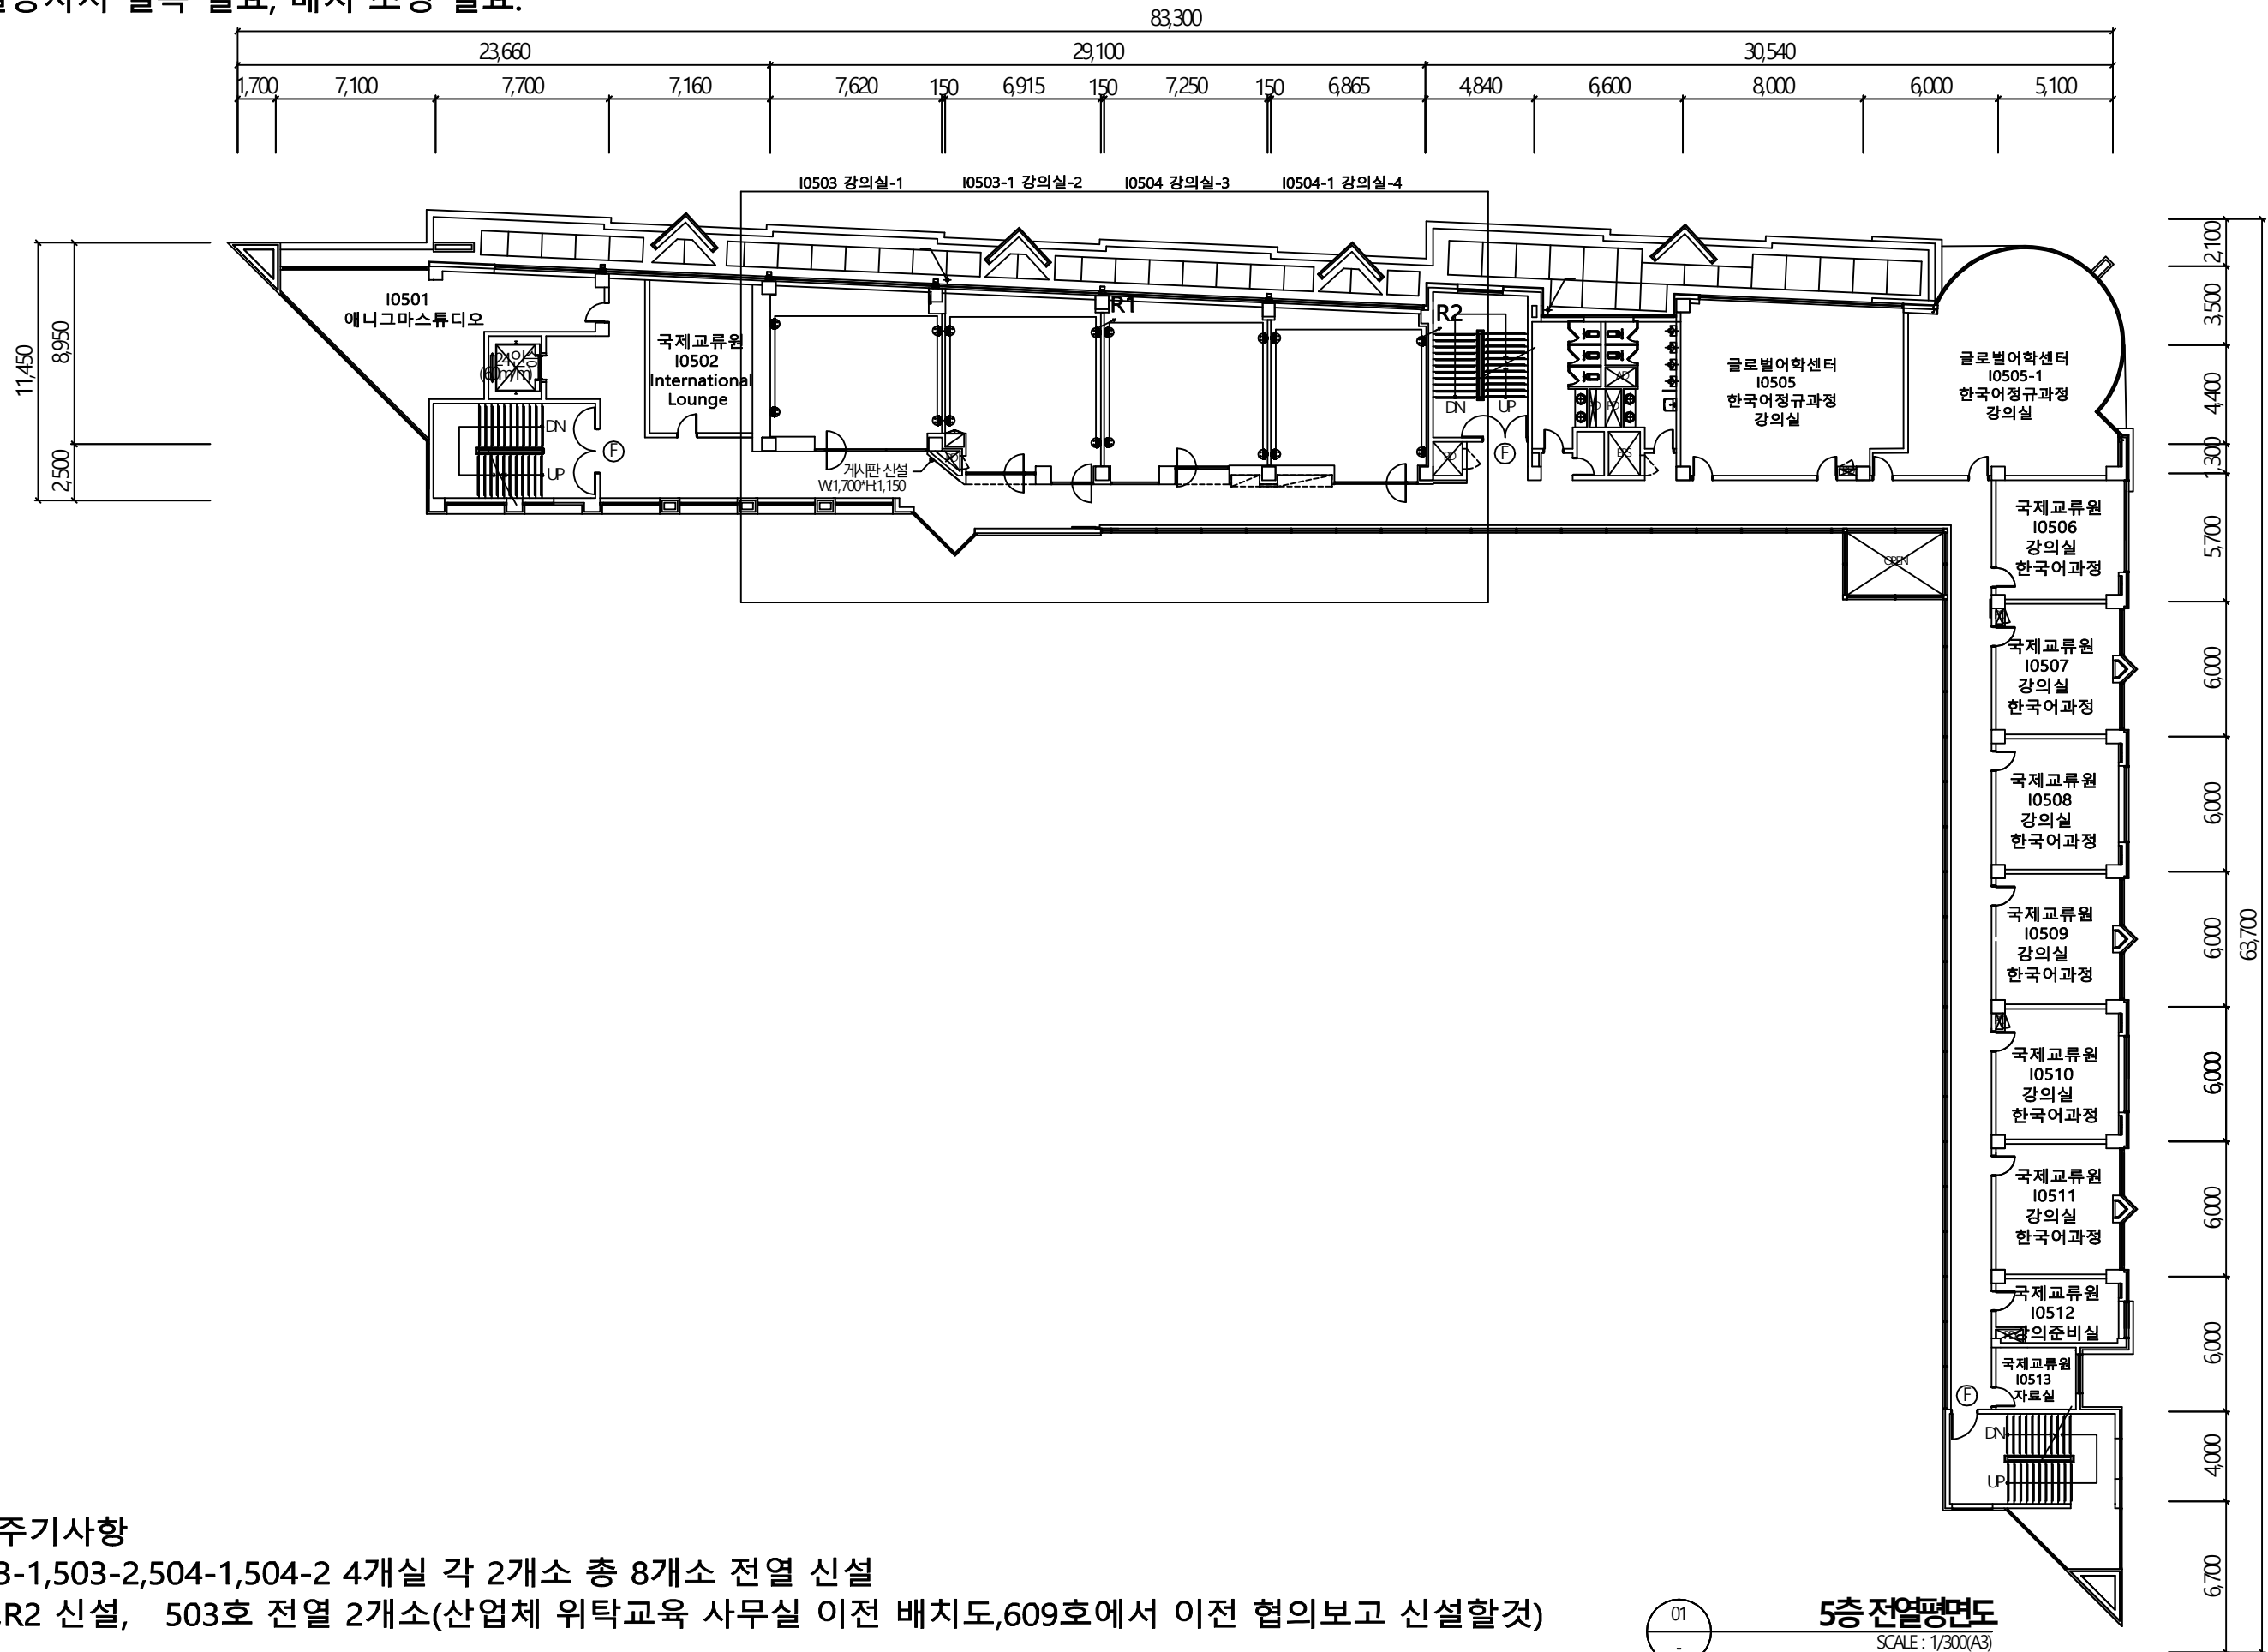 83,300
23,660 29,100 30,540
1,700 7,100 7,700 7,160 7,620 150 6,915 150 7,250 150 6,865 4,840 6,600 8,000 6,000 5,100
I0503 강의실-1 I0503-1 강의실-2 I0504 강의실-3 I0504-1 강의실-4
11,450
8,950
2,500
I0501
애니그마스튜디오
국제교류원
I0502
International
Lounge
R1
R2
DN
UP
F
게시판 신설
W:1,700*H:1,150
DN UP
F
글로벌어학센터
I0505
한국어정규과정
강의실
글로벌어학센터
I0505-1
한국어정규과정
강의실
OPEN
국제교류원
I0506
강의실
한국어과정
국제교류원
I0507
강의실
한국어과정
국제교류원
I0508
강의실
한국어과정
국제교류원
I0509
강의실
한국어과정
국제교류원
I0510
강의실
한국어과정
국제교류원
I0511
강의실
한국어과정
국제교류원
I0512
강의준비실
국제교류원
I0513
자료실
F
DN
UP
2,100
3,500
4,400
1,300
5,700
6,000
6,000
6,000
6,000
6,000
6,000
4,000
6,700
63,700
주기사항
3-1,503-2,504-1,504-2 4개실 각 2개소 총 8개소 전열 신설
R2 신설, 503호 전열 2개소(산업체 위탁교육 사무실 이전 배치도,609호에서 이전 협의보고 신설할것)
01
-
5층 전열평면도
SCALE : 1/300(A3)